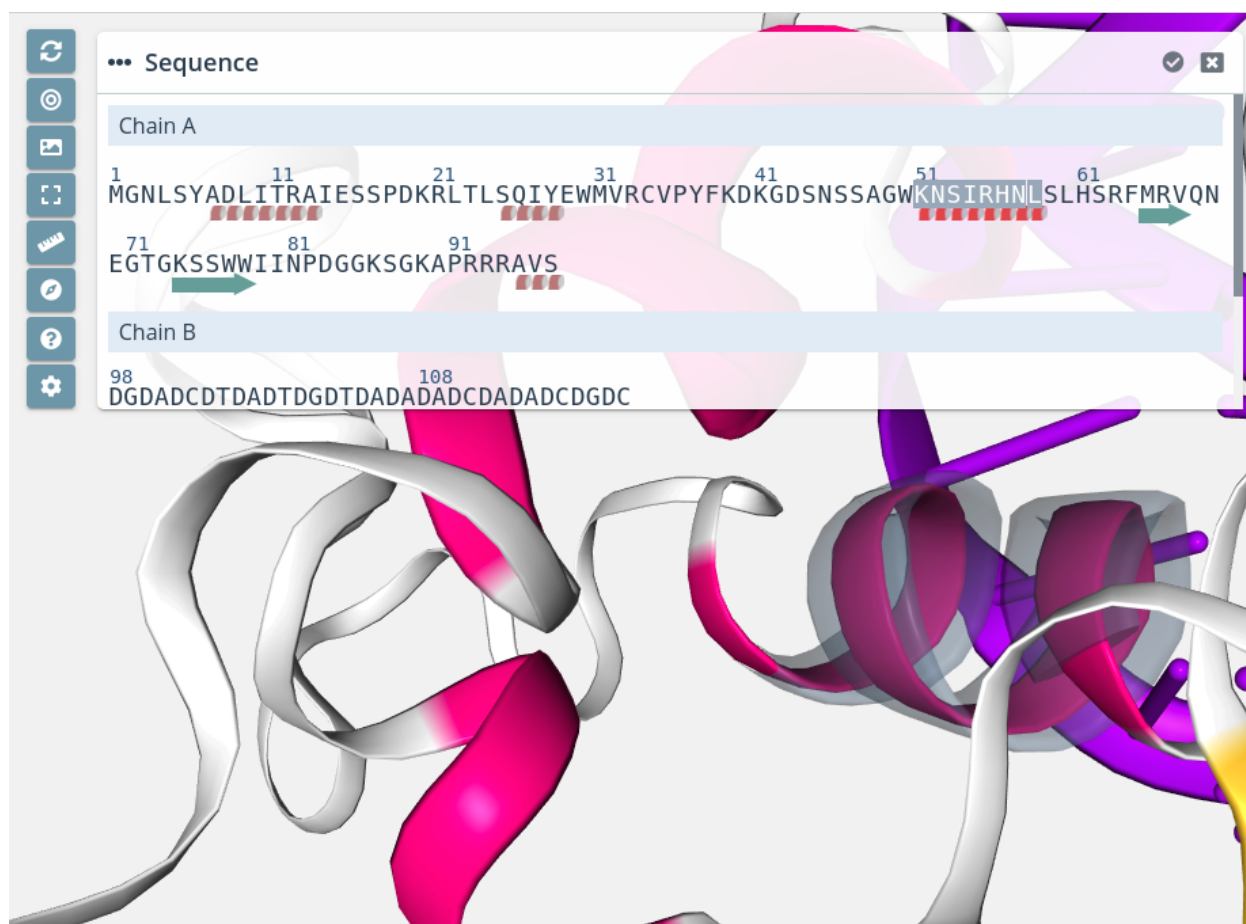 Sequence
Chain A
1 11 21 31 41 51 61
MGNLSYADLITRAIESSPDKRLTLSQIYEWMVRCVPYFKDKGDSNSSAGWKNSIRHNLSLHSRFMRVQN
71 81 91
EGTGKSSWWIINPDGGKSGKAPRRRAVS
Chain B
98 108
DGDADCDTDADTDGDTDADADADCDADADCDGDC